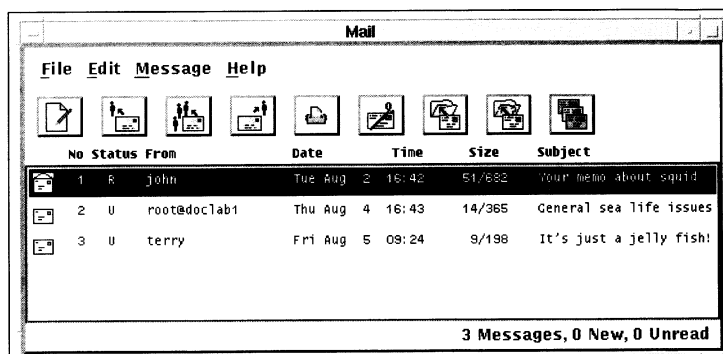 Mail
File Edit Message Help
No Status From Date Time Size Subject
1 R john Tue Aug 2 16:42 51/682 Your memo about squid
2 U root@doclab1 Thu Aug 4 16:43 14/365 General sea life issues
3 U terry Fri Aug 5 09:24 9/198 It's just a jelly fish!
3 Messages, 0 New, 0 Unread